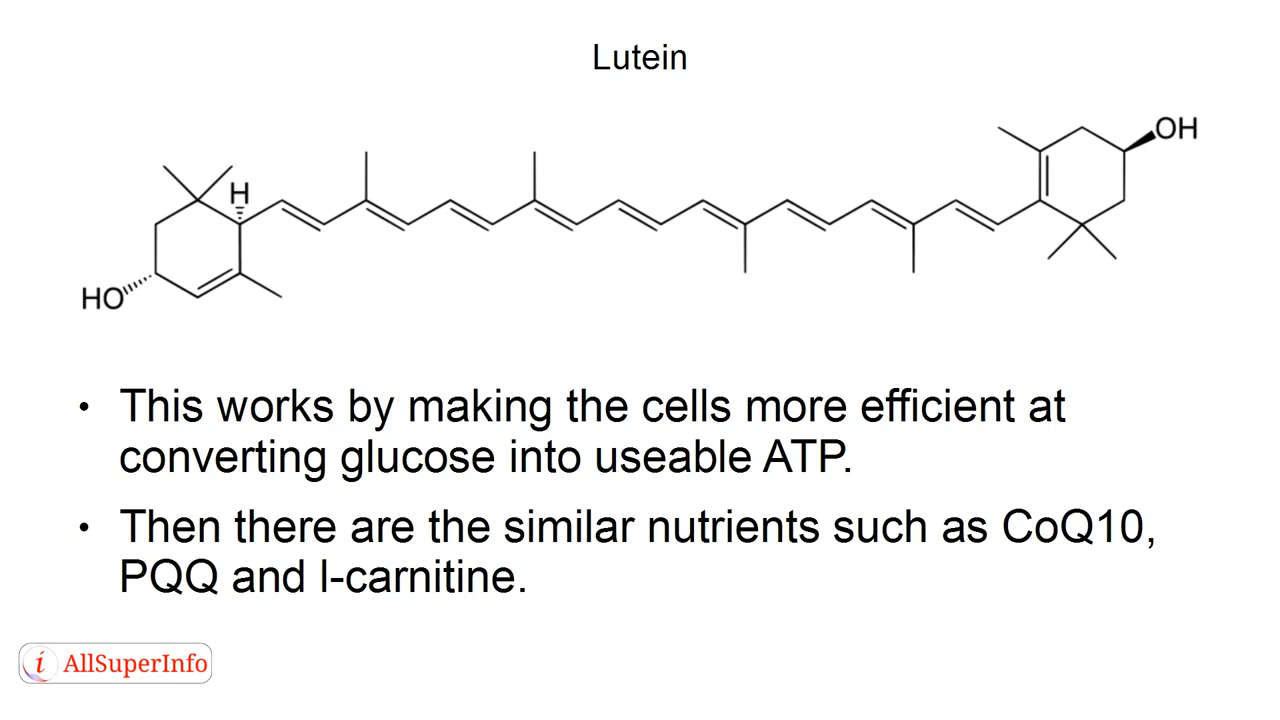 Lutein
OH
H
HO
• This works by making the cells more efficient at
converting glucose into useable ATP.
• Then there are the similar nutrients such as CoQ10,
PQQ and l-carnitine.
i AllSuperInfo